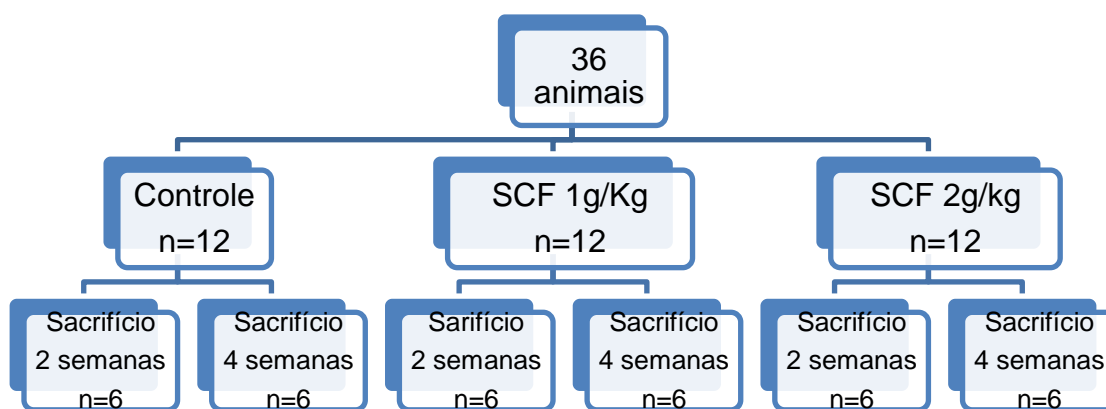 36
animais
Controle
n=12
SCF 1g/Kg
n=12
SCF 2g/kg
n=12
Sacrifício
2 semanas
n=6
Sacrifício
4 semanas
n=6
Sarifício
2 semanas
n=6
Sacrifício
4 semanas
n=6
Sacrifício
2 semanas
n=6
Sacrifício
4 semanas
n=6